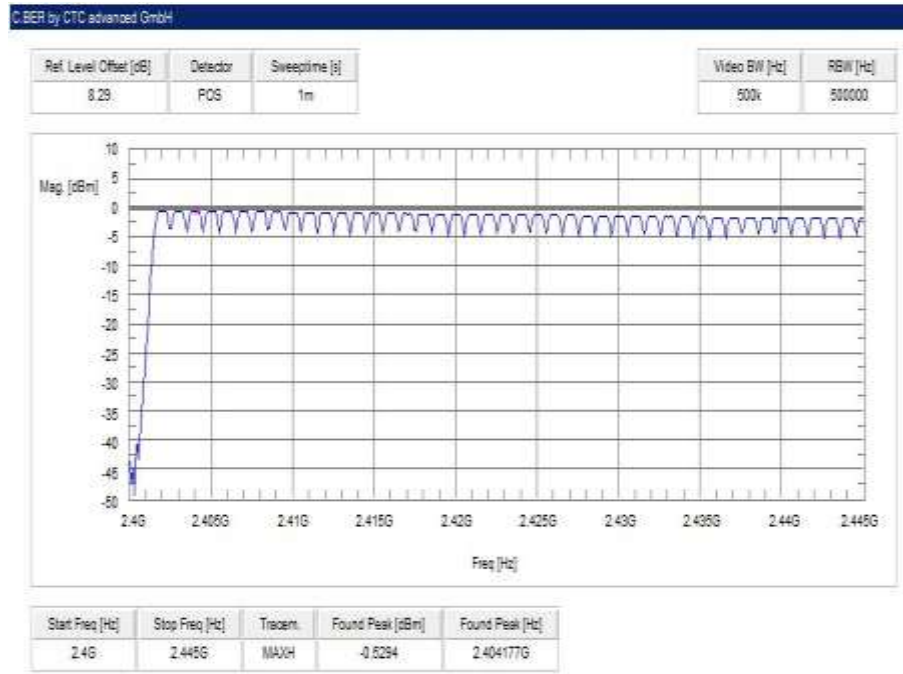 C.BER by CTC advanced GmbH
Ref. Level Offset [dB] Detector Sweeptime [s] Video BW [Hz] RBW [Hz]
8.29 POS 1m 500k 500000
10
Mag. [dBm] 5
0
-5
-10
-15
-20
-25
-30
-35
-40
-45
-50
2.4G 2.405G 2.41G 2.415G 2.42G 2.425G 2.43G 2.435G 2.44G 2.445G
Freq [Hz]
Start Freq [Hz] Stop Freq [Hz] Tracem. Found Peak [dBm] Found Peak [Hz]
2.4G 2.445G MAXH -0.5294 2.404177G